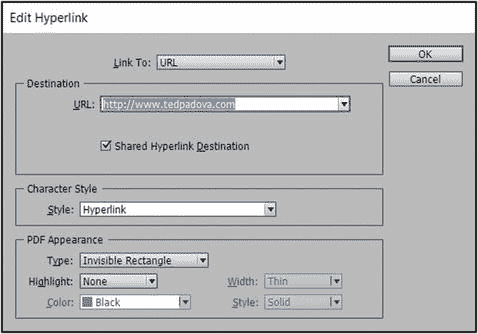 Edit Hyperlink
Link To: URL
OK
Cancel
Destination
URL: http://www.tedpadova.com
Shared Hyperlink Destination
Character Style
Style: Hyperlink
PDF Appearance
Type: Invisible Rectangle
Highlight: None Width: Thin
Color: Black Style: Solid